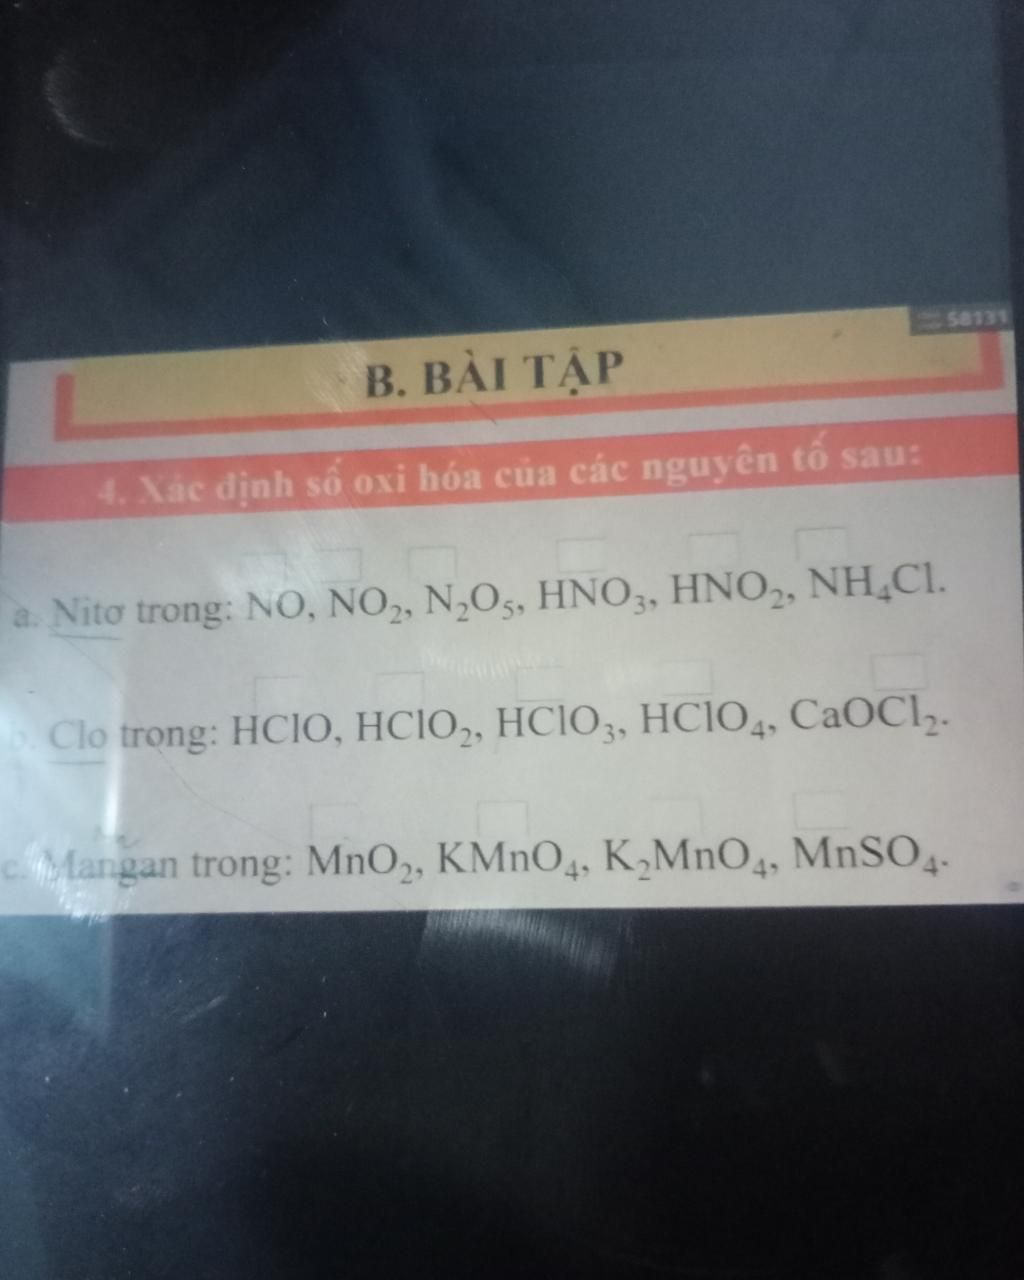 58131
B. BÀI TẬP
4. Xác định số oxi hóa của các nguyên tố sau:
a. Nitơ trong: NO, NO₂, N₂O₅, HNO₃, HNO₂, NH₄Cl.
b. Clo trong: HClO, HClO₂, HClO₃, HClO₄, CaOCl₂.
c. Mangan trong: MnO₂, KMnO₄, K₂MnO₄, MnSO₄.